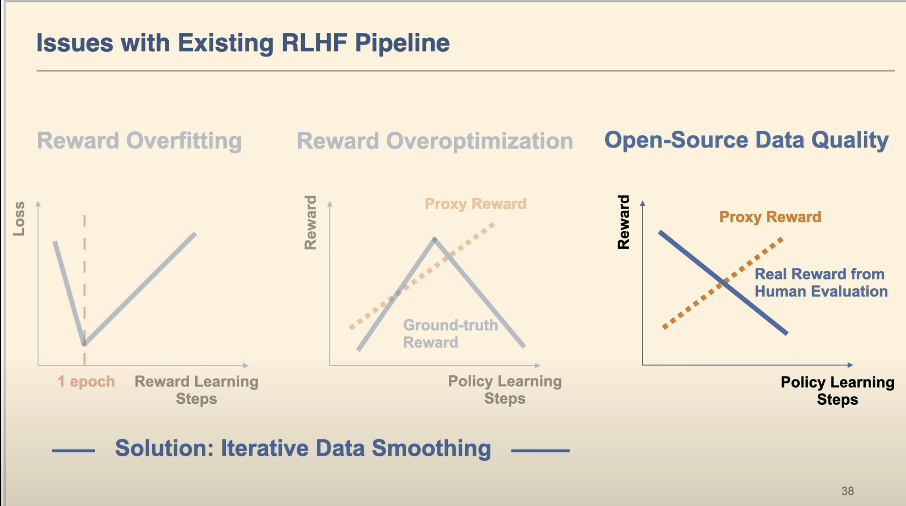 Issues with Existing RLHF Pipeline
Reward Overfitting
Loss
1 epoch
Reward Learning
Steps
Reward Overoptimization
Reward
Proxy Reward
Ground-truth
Reward
Policy Learning
Steps
Open-Source Data Quality
Reward
Proxy Reward
Real Reward from
Human Evaluation
Policy Learning
Steps
Solution: Iterative Data Smoothing
38